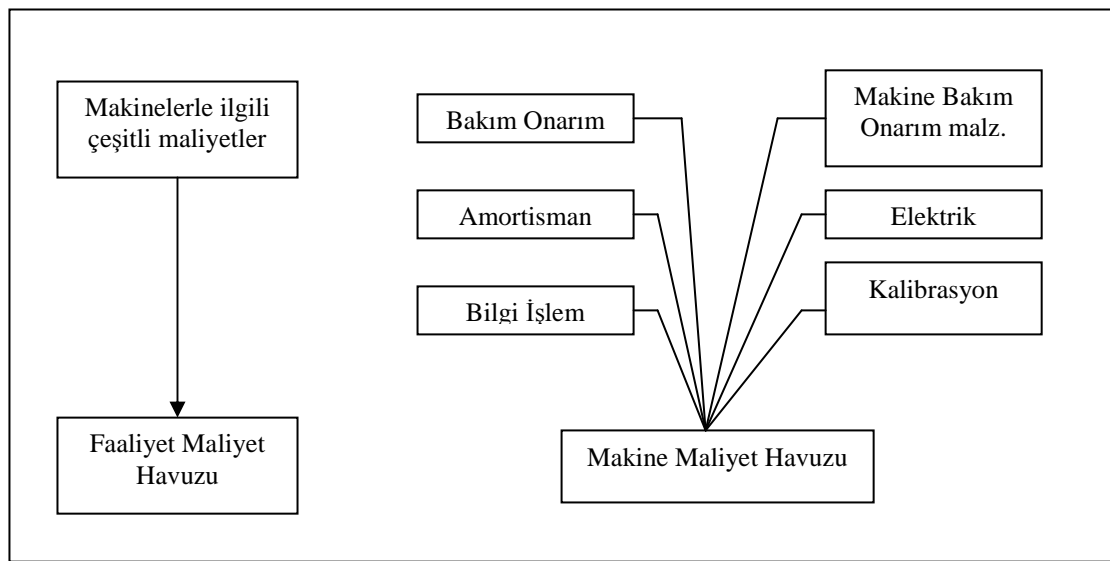 Makinelerle ilgili
çeşitli maliyetler
Bakım Onarım
Makine Bakım
Onarım malz.
Amortisman
Elektrik
Bilgi İşlem
Kalibrasyon
Faaliyet Maliyet
Havuzu
Makine Maliyet Havuzu